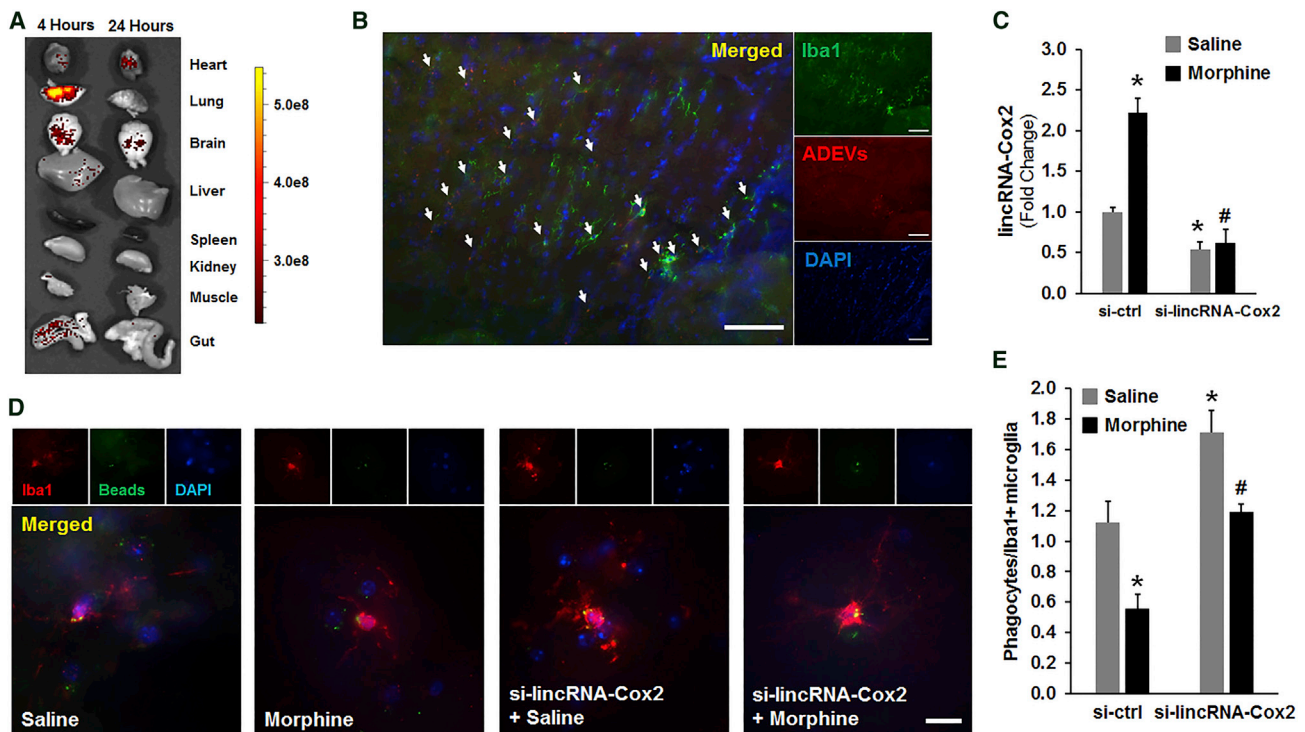 A
4 Hours
24 Hours
Heart
Lung
Brain
Liver
Spleen
Kidney
Muscle
Gut
5.0e8
4.0e8
3.0e8
B
Merged
Iba1
ADEVs
DAPI
C
lincRNA-Cox2
(Fold Change)
3.0
2.5
2.0
1.5
1.0
0.5
0.0
Saline
Morphine
*
*
#
si-ctrl
si-lincRNA-Cox2
D
Iba1
Beads
DAPI
Merged
Saline
Morphine
si-lincRNA-Cox2
+ Saline
si-lincRNA-Cox2
+ Morphine
E
Phagocytes/Iba1+ microglia
2.0
1.8
1.6
1.4
1.2
1.0
0.8
0.6
0.4
0.2
0.0
Saline
Morphine
*
*
#
si-ctrl
si-lincRNA-Cox2